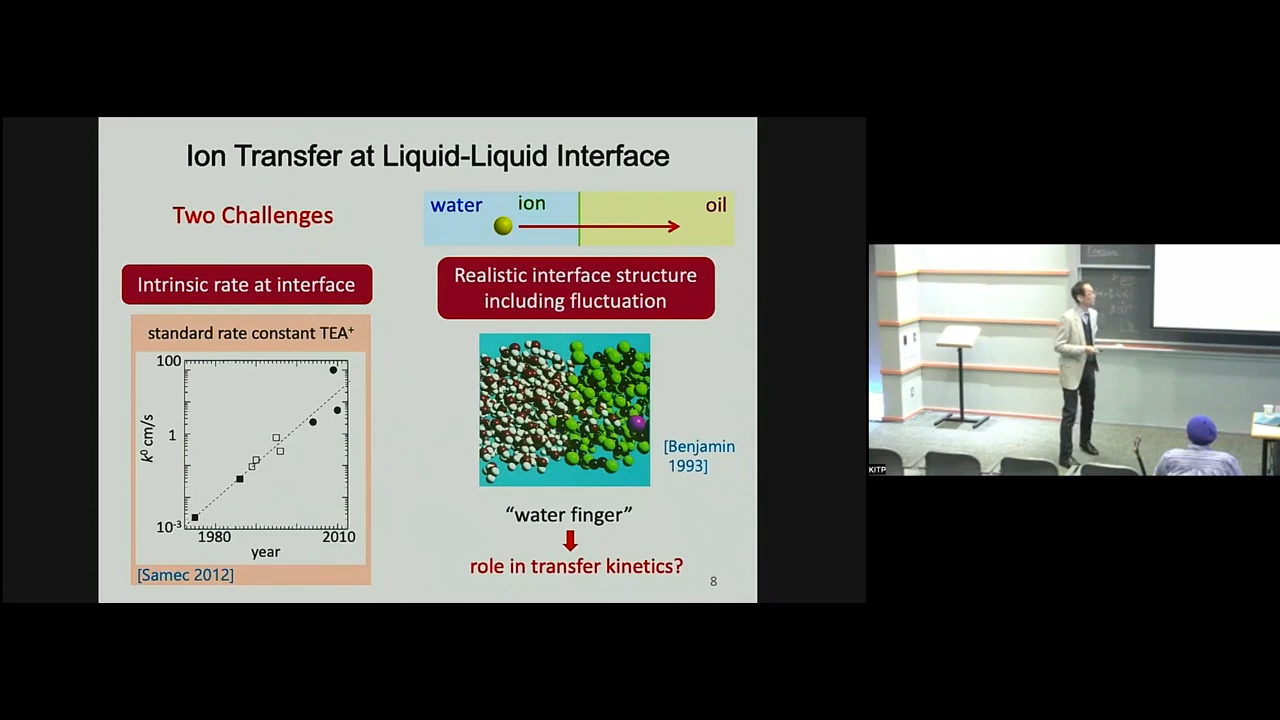 Ion Transfer at Liquid-Liquid Interface
Two Challenges
water
ion
oil
Intrinsic rate at interface
Realistic interface structure
including fluctuation
standard rate constant TEA⁺
100
1
10⁻³
K⁰ cm/s
1980
2010
year
[Samec 2012]
[Benjamin
1993]
“water finger”
role in transfer kinetics?
8
KITP